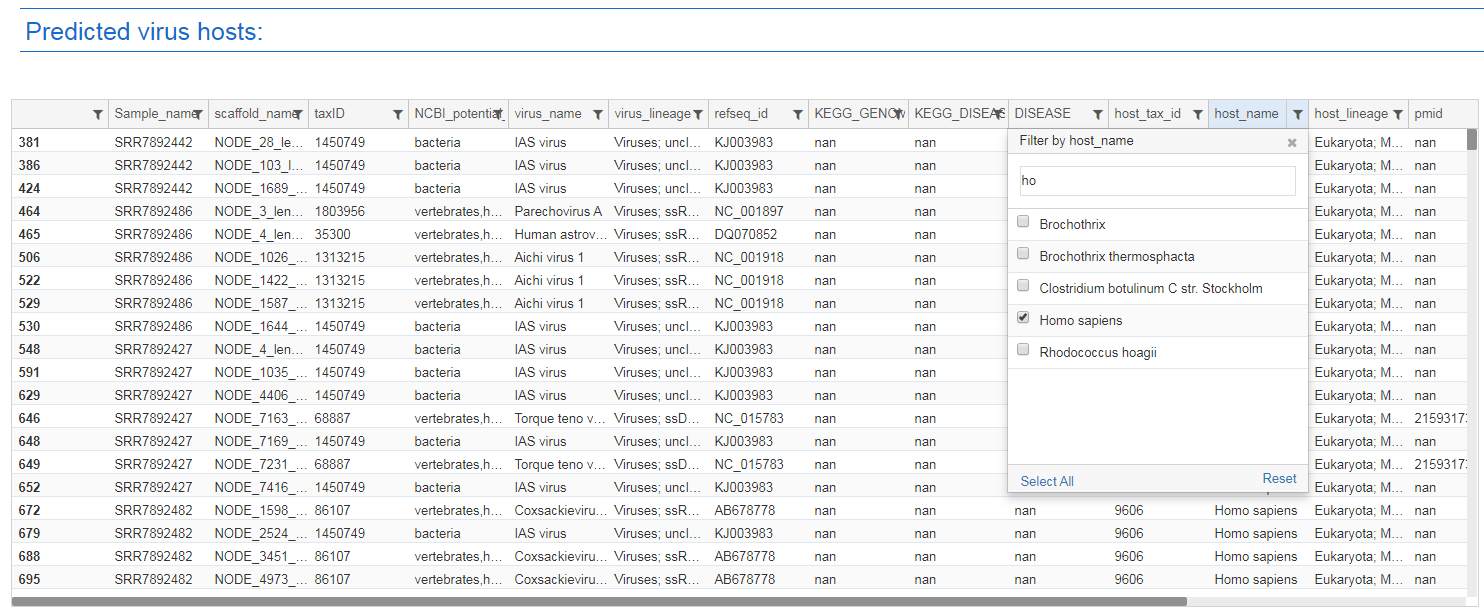 Predicted virus hosts:
Sample_name scaffold_name taxID NCBI_potential virus_name virus_lineage refseq_id KEGG_GENO KEGG_DISEAS DISEASE host_tax_id host_name host_lineage pmid
381 SRR7892442 NODE_28_le... 1450749 bacteria IAS virus Viruses; uncl... KJ003983 nan nan Eukaryota; M... nan
Filter by host_name
386 SRR7892442 NODE_103_l... 1450749 bacteria IAS virus Viruses; uncl... KJ003983 nan nan Eukaryota; M... nan
ho
424 SRR7892442 NODE_1689_... 1450749 bacteria IAS virus Viruses; uncl... KJ003983 nan nan Eukaryota; M... nan
464 SRR7892486 NODE_3_len... 1803956 vertebrates,h... Parechovirus A Viruses; ssR... NC_001897 nan nan Eukaryota; M... nan
Brochothrix
465 SRR7892486 NODE_4_len... 35300 vertebrates,h... Human astrov... Viruses; ssR... DQ070852 nan nan Eukaryota; M... nan
506 SRR7892486 NODE_1026_... 1313215 vertebrates,h... Aichi virus 1 Viruses; ssR... NC_001918 nan nan Eukaryota; M... nan
Brochothrix thermosphacta
522 SRR7892486 NODE_1422_... 1313215 vertebrates,h... Aichi virus 1 Viruses; ssR... NC_001918 nan nan Eukaryota; M... nan
Clostridium botulinum C str. Stockholm
529 SRR7892486 NODE_1587_... 1313215 vertebrates,h... Aichi virus 1 Viruses; ssR... NC_001918 nan nan Eukaryota; M... nan
Homo sapiens
530 SRR7892486 NODE_1644_... 1450749 bacteria IAS virus Viruses; uncl... KJ003983 nan nan Eukaryota; M... nan
548 SRR7892427 NODE_4_len... 1450749 bacteria IAS virus Viruses; uncl... KJ003983 nan nan Eukaryota; M... nan
Rhodococcus hoagii
591 SRR7892427 NODE_1035_... 1450749 bacteria IAS virus Viruses; uncl... KJ003983 nan nan Eukaryota; M... nan
629 SRR7892427 NODE_4406_... 1450749 bacteria IAS virus Viruses; uncl... KJ003983 nan nan Eukaryota; M... nan
646 SRR7892427 NODE_7163_... 68887 vertebrates,h... Torque teno v... Viruses; ssD... NC_015783 nan nan Eukaryota; M... 21593173
648 SRR7892427 NODE_7169_... 1450749 bacteria IAS virus Viruses; uncl... KJ003983 nan nan Eukaryota; M... nan
649 SRR7892427 NODE_7231_... 68887 vertebrates,h... Torque teno v... Viruses; ssD... NC_015783 nan nan Eukaryota; M... 21593173
652 SRR7892427 NODE_7416_... 1450749 bacteria IAS virus Viruses; uncl... KJ003983 nan nan Eukaryota; M... nan
Select All Reset
672 SRR7892482 NODE_1598_... 86107 vertebrates,h... Coxsackieviru... Viruses; ssR... AB678778 nan nan nan 9606 Homo sapiens Eukaryota; M... nan
679 SRR7892482 NODE_2524_... 1450749 bacteria IAS virus Viruses; uncl... KJ003983 nan nan nan 9606 Homo sapiens Eukaryota; M... nan
688 SRR7892482 NODE_3451_... 86107 vertebrates,h... Coxsackieviru... Viruses; ssR... AB678778 nan nan nan 9606 Homo sapiens Eukaryota; M... nan
695 SRR7892482 NODE_4973_... 86107 vertebrates,h... Coxsackieviru... Viruses; ssR... AB678778 nan nan nan 9606 Homo sapiens Eukaryota; M... nan